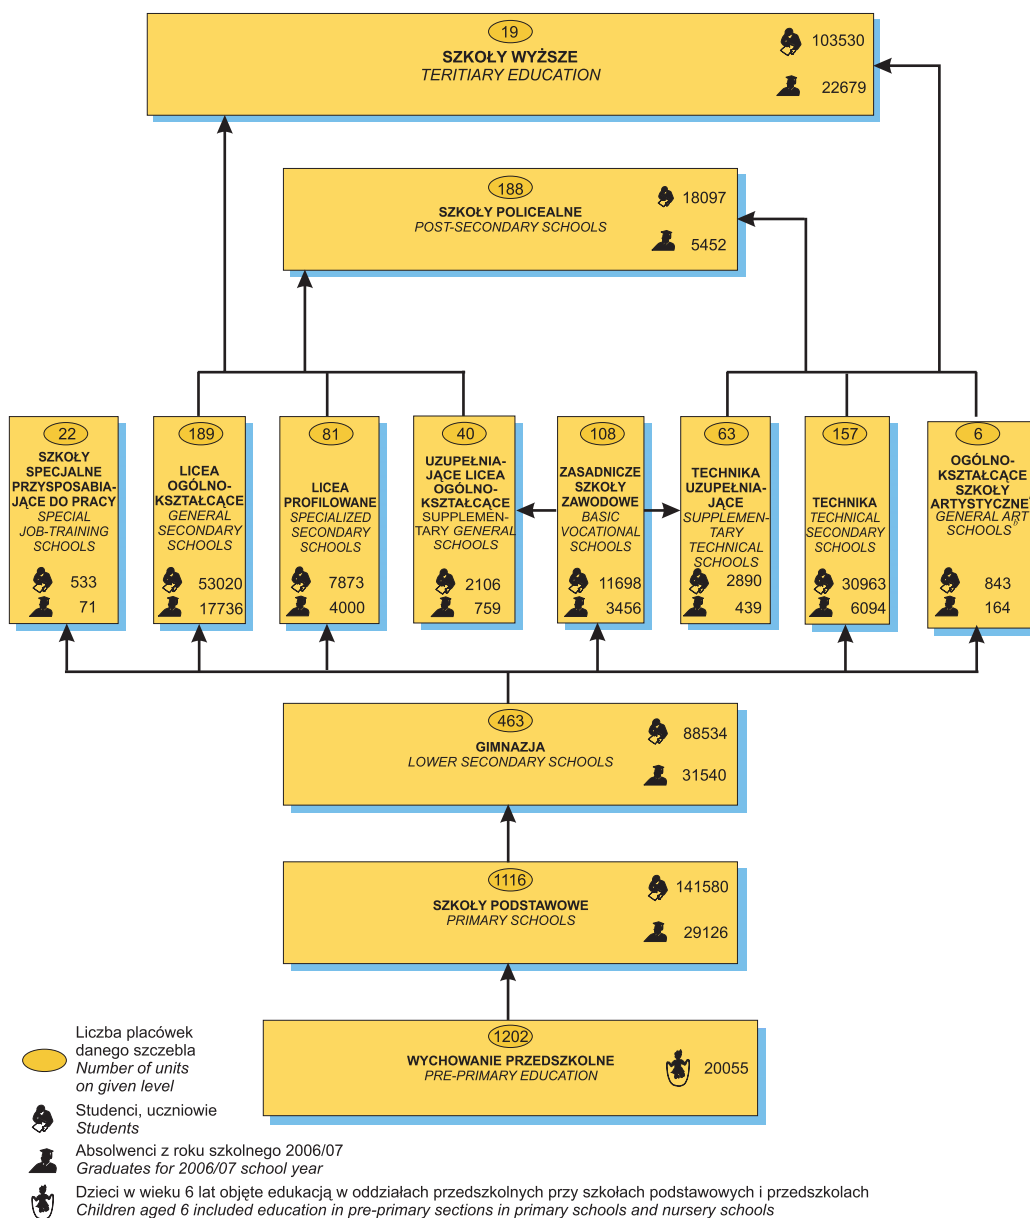 19
SZKOŁY WYŻSZE
TERITIARY EDUCATION
103530
22679
188
SZKOŁY POLICEALNE
POST-SECONDARY SCHOOLS
18097
5452
22
SZKOŁY
SPECJALNE
PRZYSPOSABIA-
JĄCE DO PRACY
SPECIAL
JOB-TRAINING
SCHOOLS
533
71
189
LICEA
OGÓLNO-
KSZTAŁCĄCE
GENERAL
SECONDARY
SCHOOLS
53020
17736
81
LICEA
PROFILOWANE
SPECIALIZED
SECONDARY
SCHOOLS
7873
4000
40
UZUPEŁNIA-
JĄCE LICEA
OGÓLNO-
KSZTAŁCĄCE
SUPPLEMEN-
TARY GENERAL
SCHOOLS
2106
759
108
ZASADNICZE
SZKOŁY
ZAWODOWE
BASIC
VOCATIONAL
SCHOOLS
11698
3456
63
TECHNIKA
UZUPEŁNIA-
JĄCE
SUPPLEMEN-
TARY
TECHNICAL
SCHOOLS
2890
439
157
TECHNIKA
TECHNICAL
SECONDARY
SCHOOLS
30963
6094
6
OGÓLNO-
KSZTAŁCĄCE
SZKOŁY
ARTYSTYCZNE
GENERAL ART
SCHOOLS
843
164
463
GIMNAZJA
LOWER SECONDARY SCHOOLS
88534
31540
1116
SZKOŁY PODSTAWOWE
PRIMARY SCHOOLS
141580
29126
1202
WYCHOWANIE PRZEDSZKOLNE
PRE-PRIMARY EDUCATION
20055
Liczba placówek
danego szczebla
Number of units
on given level
Studenci, uczniowie
Students
Absolwenci z roku szkolnego 2006/07
Graduates for 2006/07 school year
Dzieci w wieku 6 lat objęte edukacją w oddziałach przedszkolnych przy szkołach podstawowych i przedszkolach
Children aged 6 included education in pre-primary sections in primary schools and nursery schools